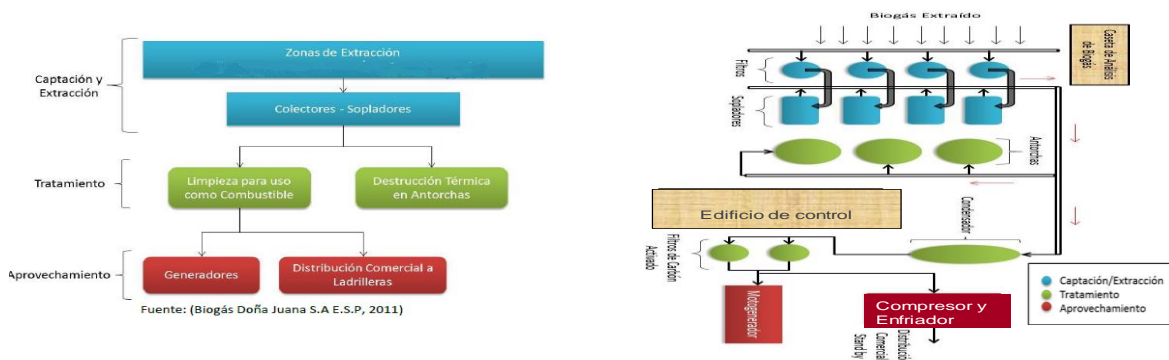 Zonas de Extracción
Captación y
Extracción
Colectores - Sopladores
Tratamiento
Limpieza para uso
como Combustible
Destrucción Térmica
en Antorchas
Aprovechamiento
Generadores
Distribución Comercial a
Ladrilleras
Fuente: (Biogás Doña Juana S.A E.S.P, 2011)
Biogás Extraído
Caseta de Análisis
de Biogás
Filtros
Sopladores
Antorchas
Edificio de control
Condensador
Filtros de Carbón
Activado
Motogenerador
Compresor y
Enfriador
Distribución
Comercial
Stand by
Captación/Extracción
Tratamiento
Aprovechamiento